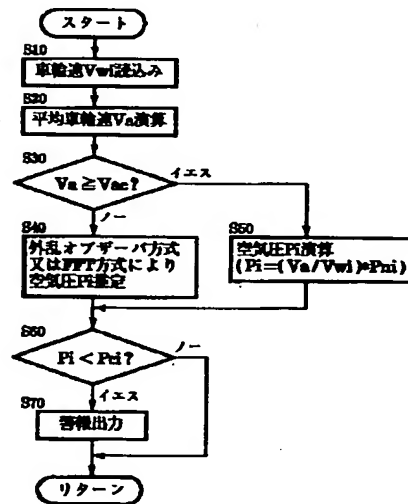 スタート
S10
車輪速Vwi読込み
S20
平均車輪速Va演算
S30
Va≧Vac?
イエス
ノー
S40
外乱オブザーバ方式
又はFFT方式により
空気圧Pi推定
S50
空気圧Pi演算
(Pi=(Va/Vwi)*Pni)
S60
Pi<Pci?
ノー
イエス
S70
警報出力
リターン